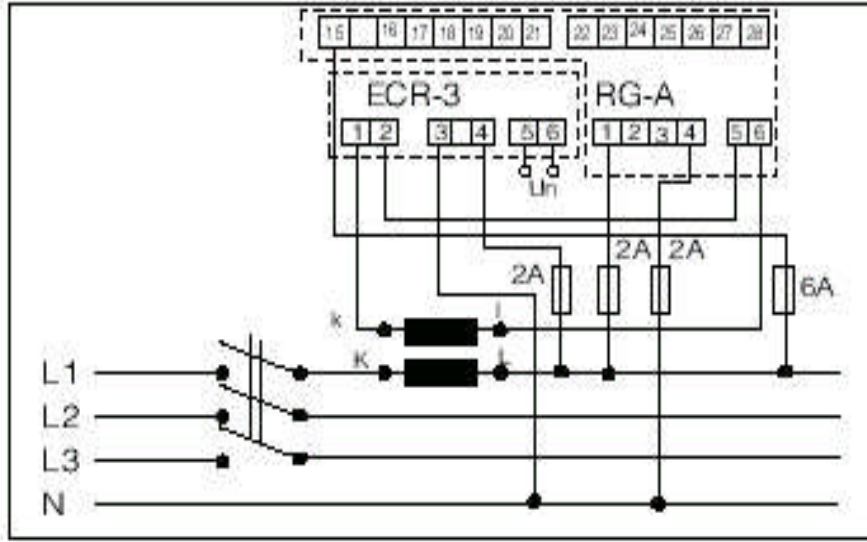 15 16 17 18 19 20 21 22 23 24 25 26 27 28
ECR-3 RG-A
1 2 3 4 5 6 1 2 3 4 5 6
Un
2A 2A 2A 6A
k l
K L
L1
L2
L3
N